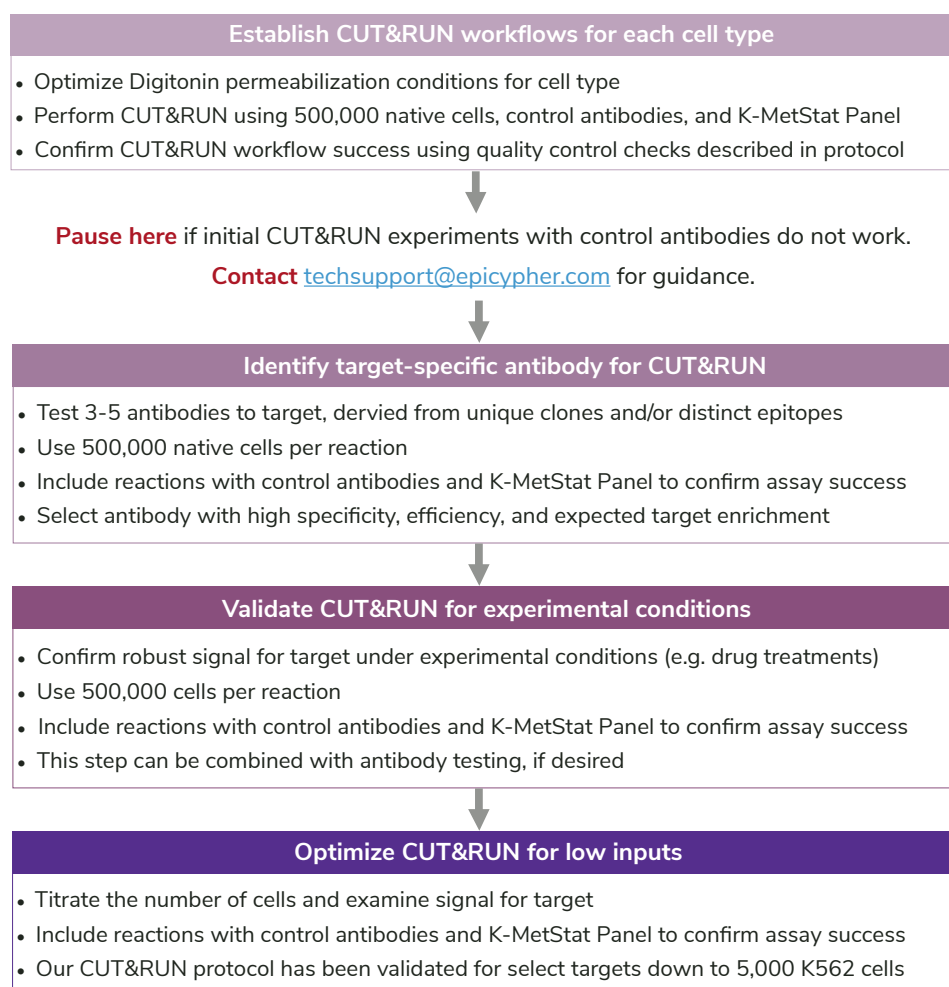 Establish CUT&RUN workflows for each cell type
• Optimize Digitonin permeabilization conditions for cell type
• Perform CUT&RUN using 500,000 native cells, control antibodies, and K-MetStat Panel
• Confirm CUT&RUN workflow success using quality control checks described in protocol
Pause here if initial CUT&RUN experiments with control antibodies do not work.
Contact techsupport@epicypher.com for guidance.
Identify target-specific antibody for CUT&RUN
• Test 3-5 antibodies to target, dervied from unique clones and/or distinct epitopes
• Use 500,000 native cells per reaction
• Include reactions with control antibodies and K-MetStat Panel to confirm assay success
• Select antibody with high specificity, efficiency, and expected target enrichment
Validate CUT&RUN for experimental conditions
• Confirm robust signal for target under experimental conditions (e.g. drug treatments)
• Use 500,000 cells per reaction
• Include reactions with control antibodies and K-MetStat Panel to confirm assay success
• This step can be combined with antibody testing, if desired
Optimize CUT&RUN for low inputs
• Titrate the number of cells and examine signal for target
• Include reactions with control antibodies and K-MetStat Panel to confirm assay success
• Our CUT&RUN protocol has been validated for select targets down to 5,000 K562 cells